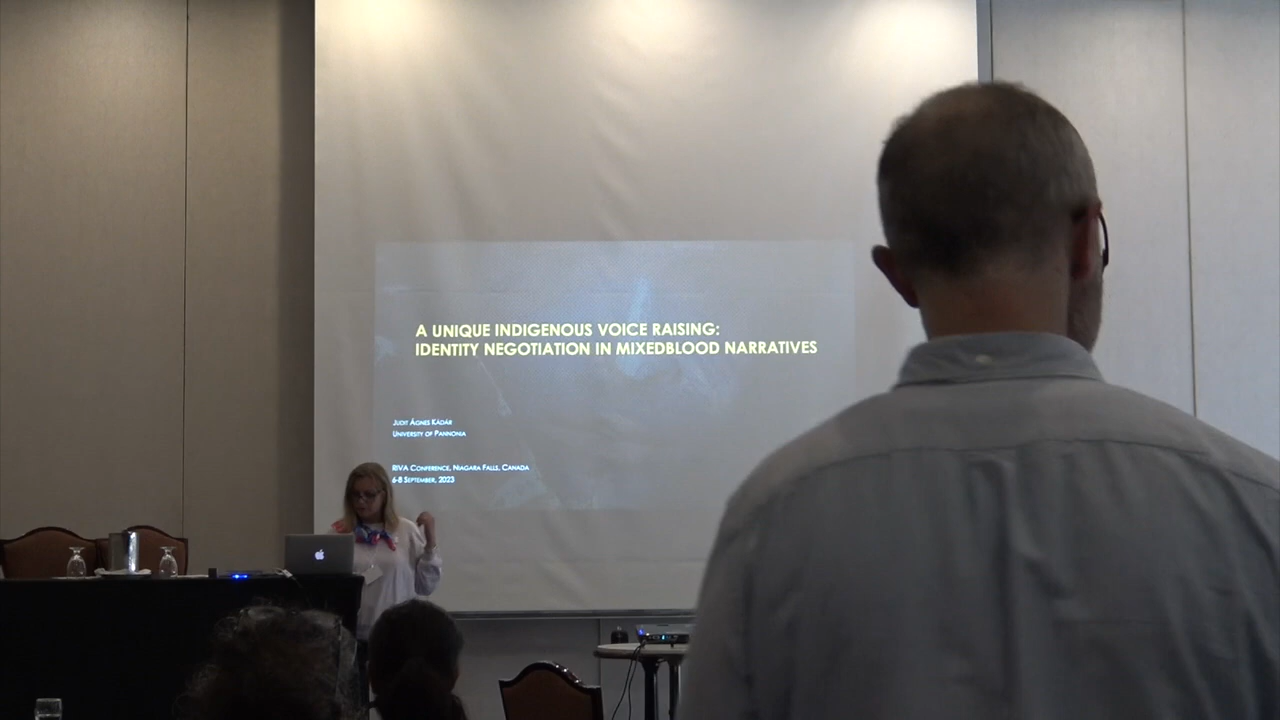 A UNIQUE INDIGENOUS VOICE RAISING:
IDENTITY NEGOTIATION IN MIXEDBLOOD NARRATIVES
JUDIT ÁGNES KÁDÁR
UNIVERSITY OF PANNONIA
RIVA CONFERENCE, NIAGARA FALLS, CANADA
6-8 SEPTEMBER, 2023